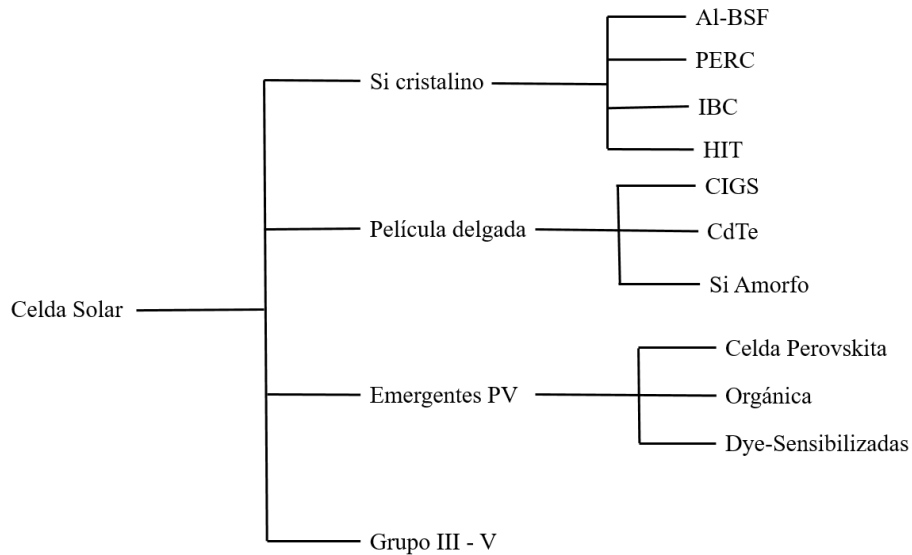 Celda Solar
Si cristalino
Al-BSF
PERC
IBC
HIT
Película delgada
CIGS
CdTe
Si Amorfo
Emergentes PV
Celda Perovskita
Orgánica
Dye-Sensibilizadas
Grupo III - V